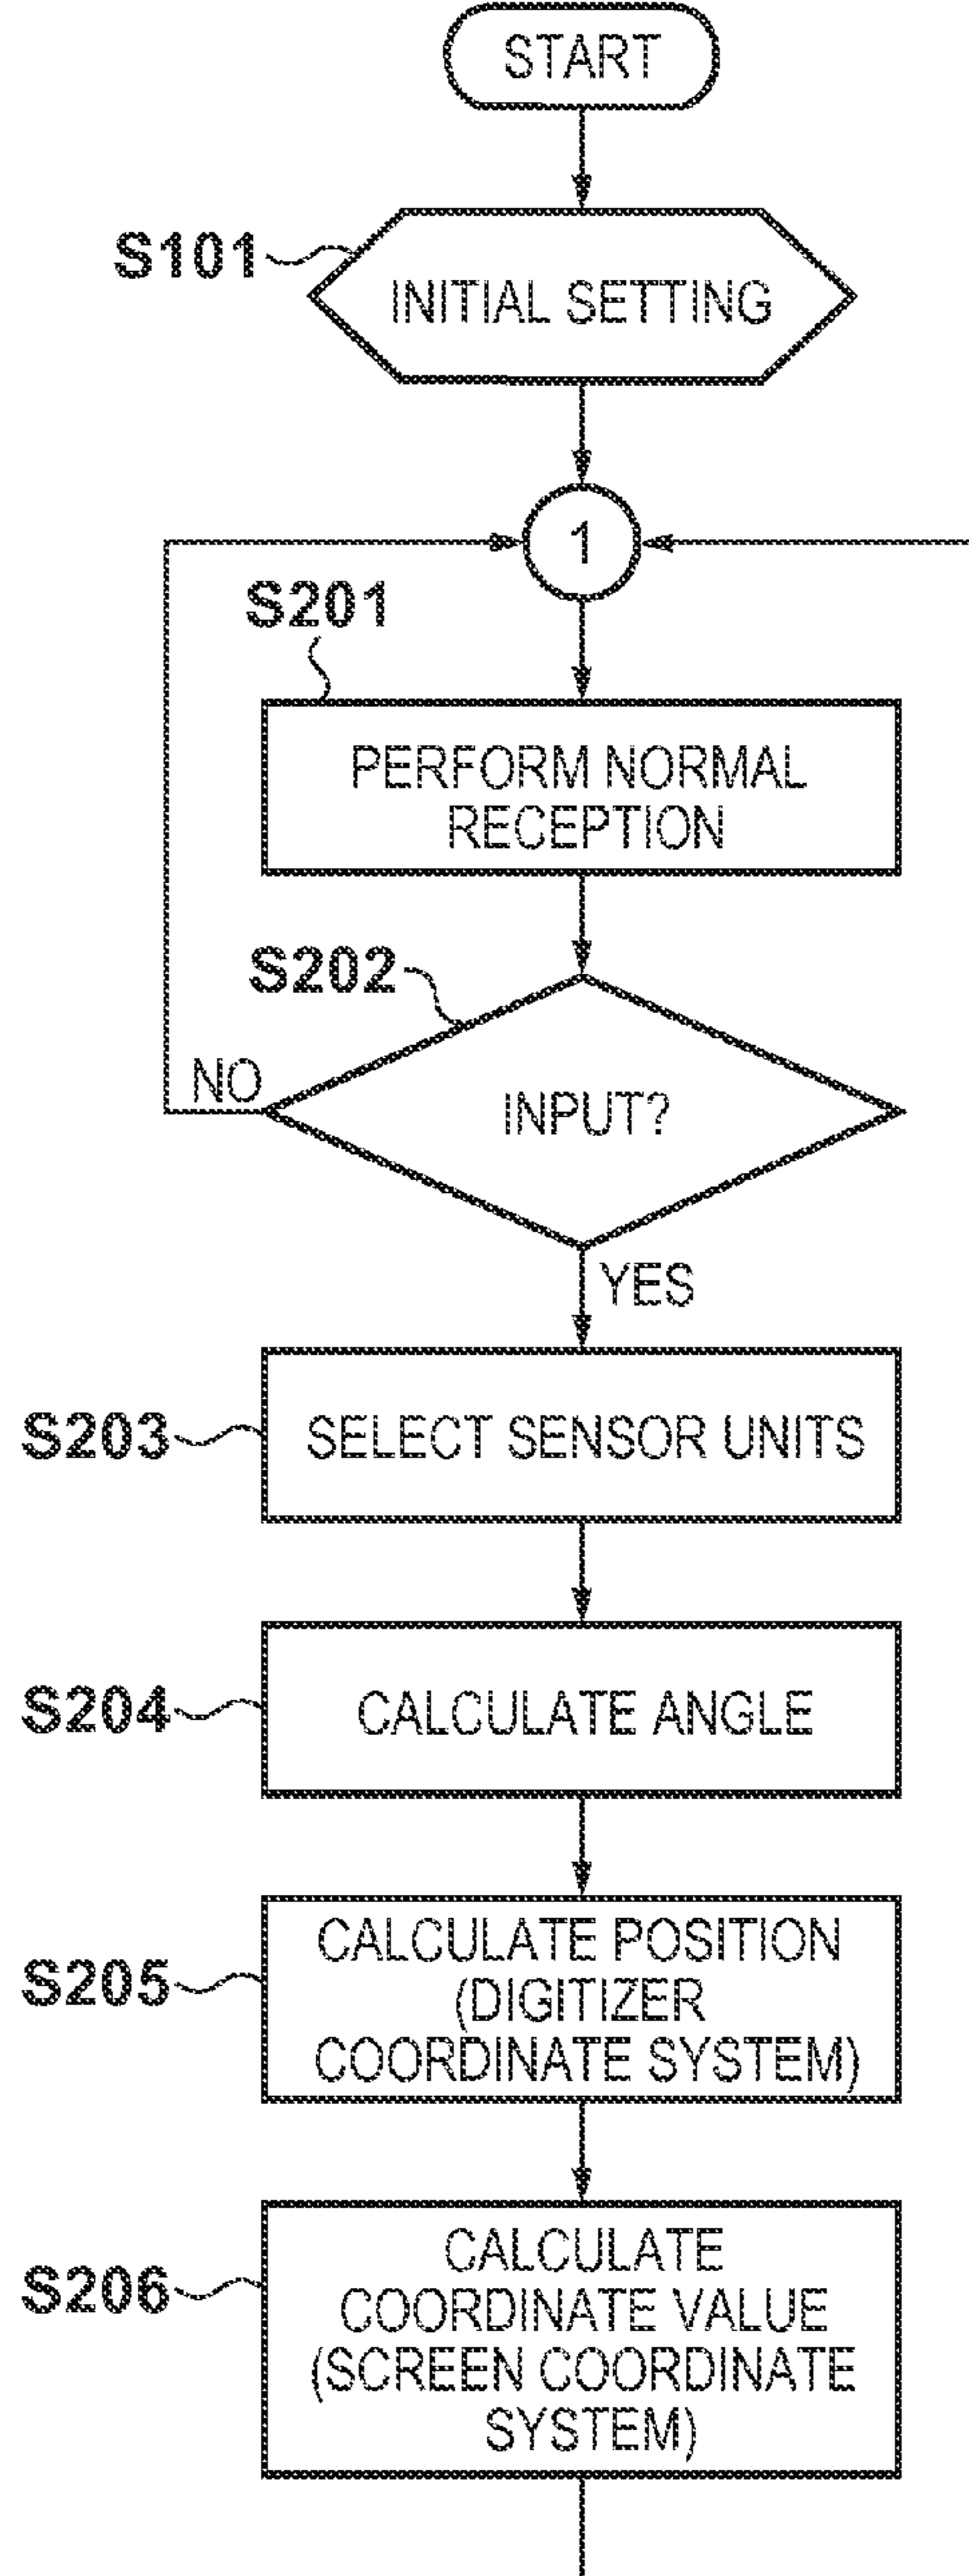 START
S101
INITIAL SETTING
1
S201
PERFORM NORMAL
RECEPTION
S202
NO
INPUT?
YES
S203
SELECT SENSOR UNITS
S204
CALCULATE ANGLE
S205
CALCULATE POSITION
(DIGITIZER
COORDINATE SYSTEM)
S206
CALCULATE
COORDINATE VALUE
(SCREEN COORDINATE
SYSTEM)